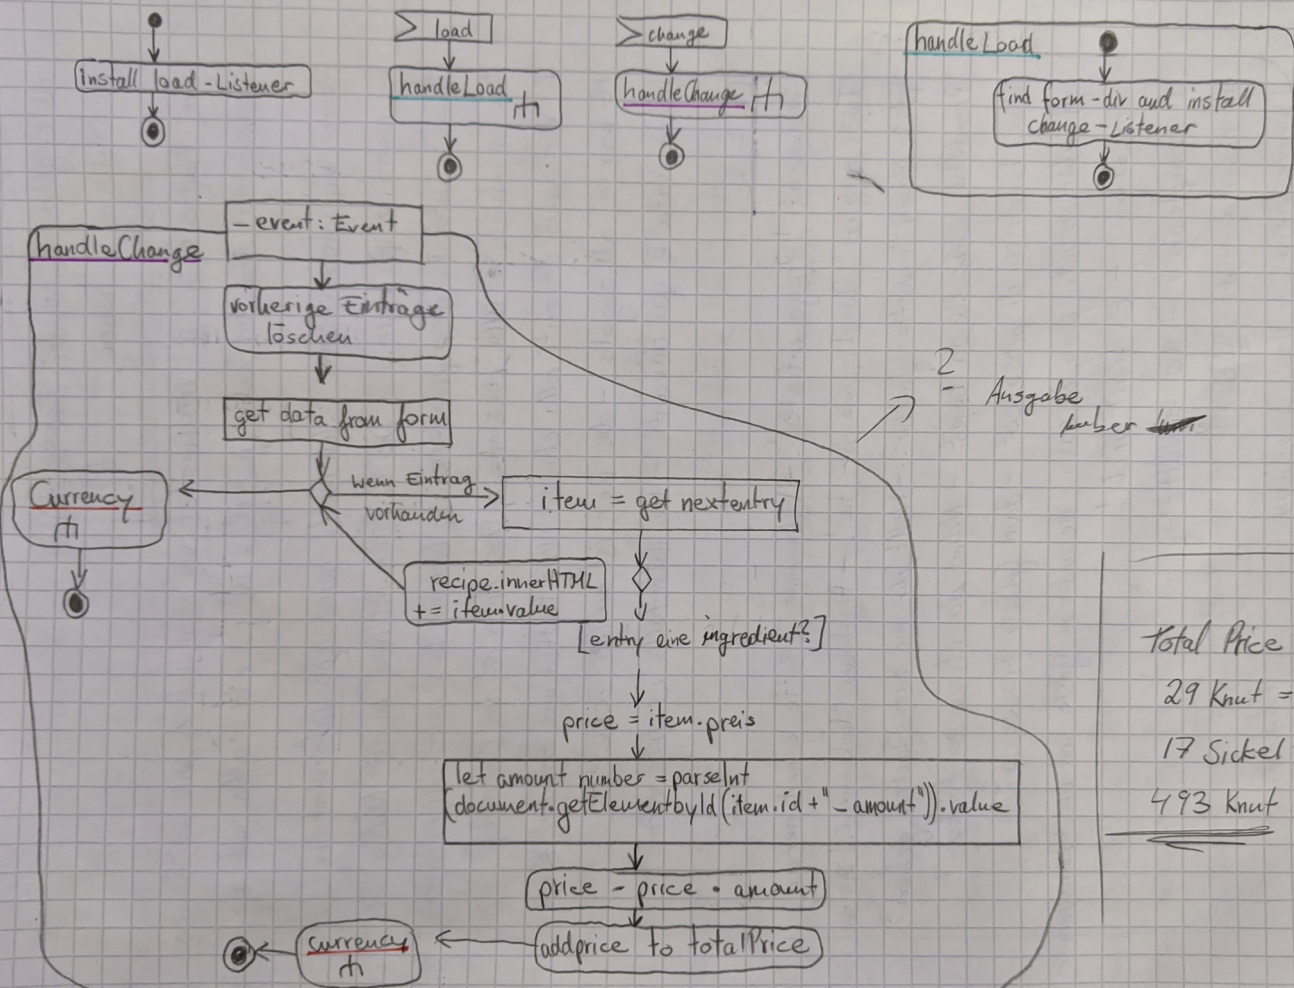 install load-Listener
load
handleLoad
change
handleChange
handleLoad
find form-div and install
change-Listener
handleChange
- event: Event
vorherige Einträge
löschen
get data from form
2
Ausgabe
Currency
wenn Eintrag
vorhanden
item = get nextentry
recipe.innerHTML
+= item.value
[entry eine ingredient?]
price = item.preis
let amount number = parseInt
(document.getElementbyId(item.id+"_amount")).value
price - price • amount
addprice to totalPrice
currency
Total Price
29 Knut =
17 Sickel
493 Knut